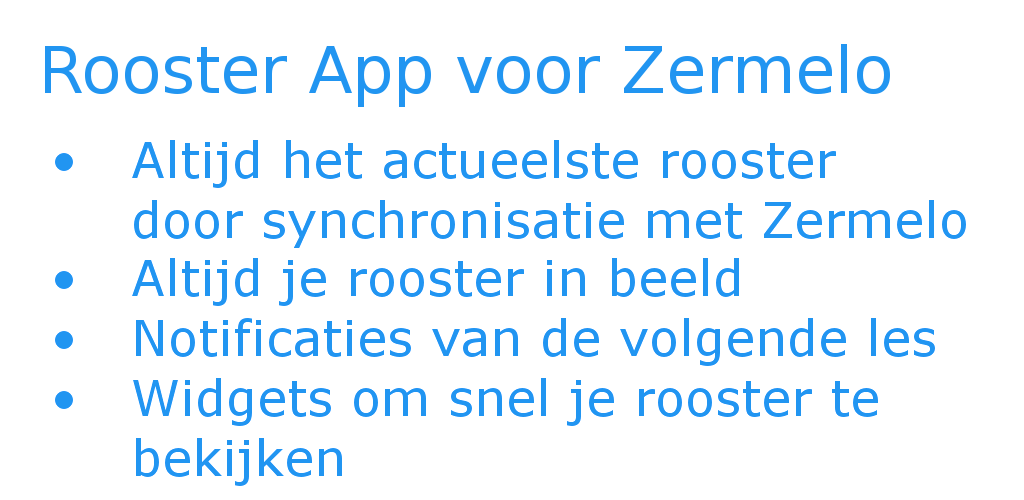 Rooster App voor Zermelo
• Altijd het actueelste rooster
door synchronisatie met Zermelo
• Altijd je rooster in beeld
• Notificaties van de volgende les
• Widgets om snel je rooster te
bekijken